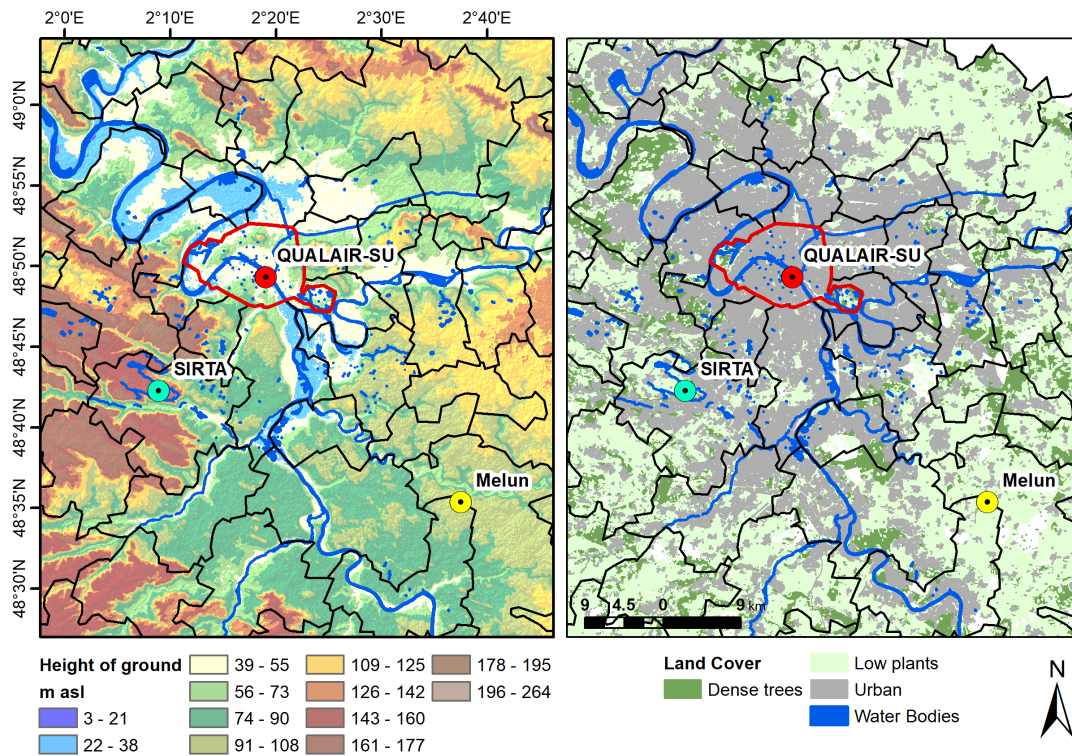 2°0'E 2°10'E 2°20'E 2°30'E 2°40'E
49°0'N
48°55'N
48°50'N
48°45'N
48°40'N
48°35'N
48°30'N
QUALAIR-SU
SIRTA
Melun
QUALAIR-SU
SIRTA
Melun
9 4.5 0 9 km
Height of ground
m asl
3 - 21
22 - 38
39 - 55
56 - 73
74 - 90
91 - 108
109 - 125
126 - 142
143 - 160
161 - 177
178 - 195
196 - 264
Land Cover
Dense trees
Low plants
Urban
Water Bodies
N